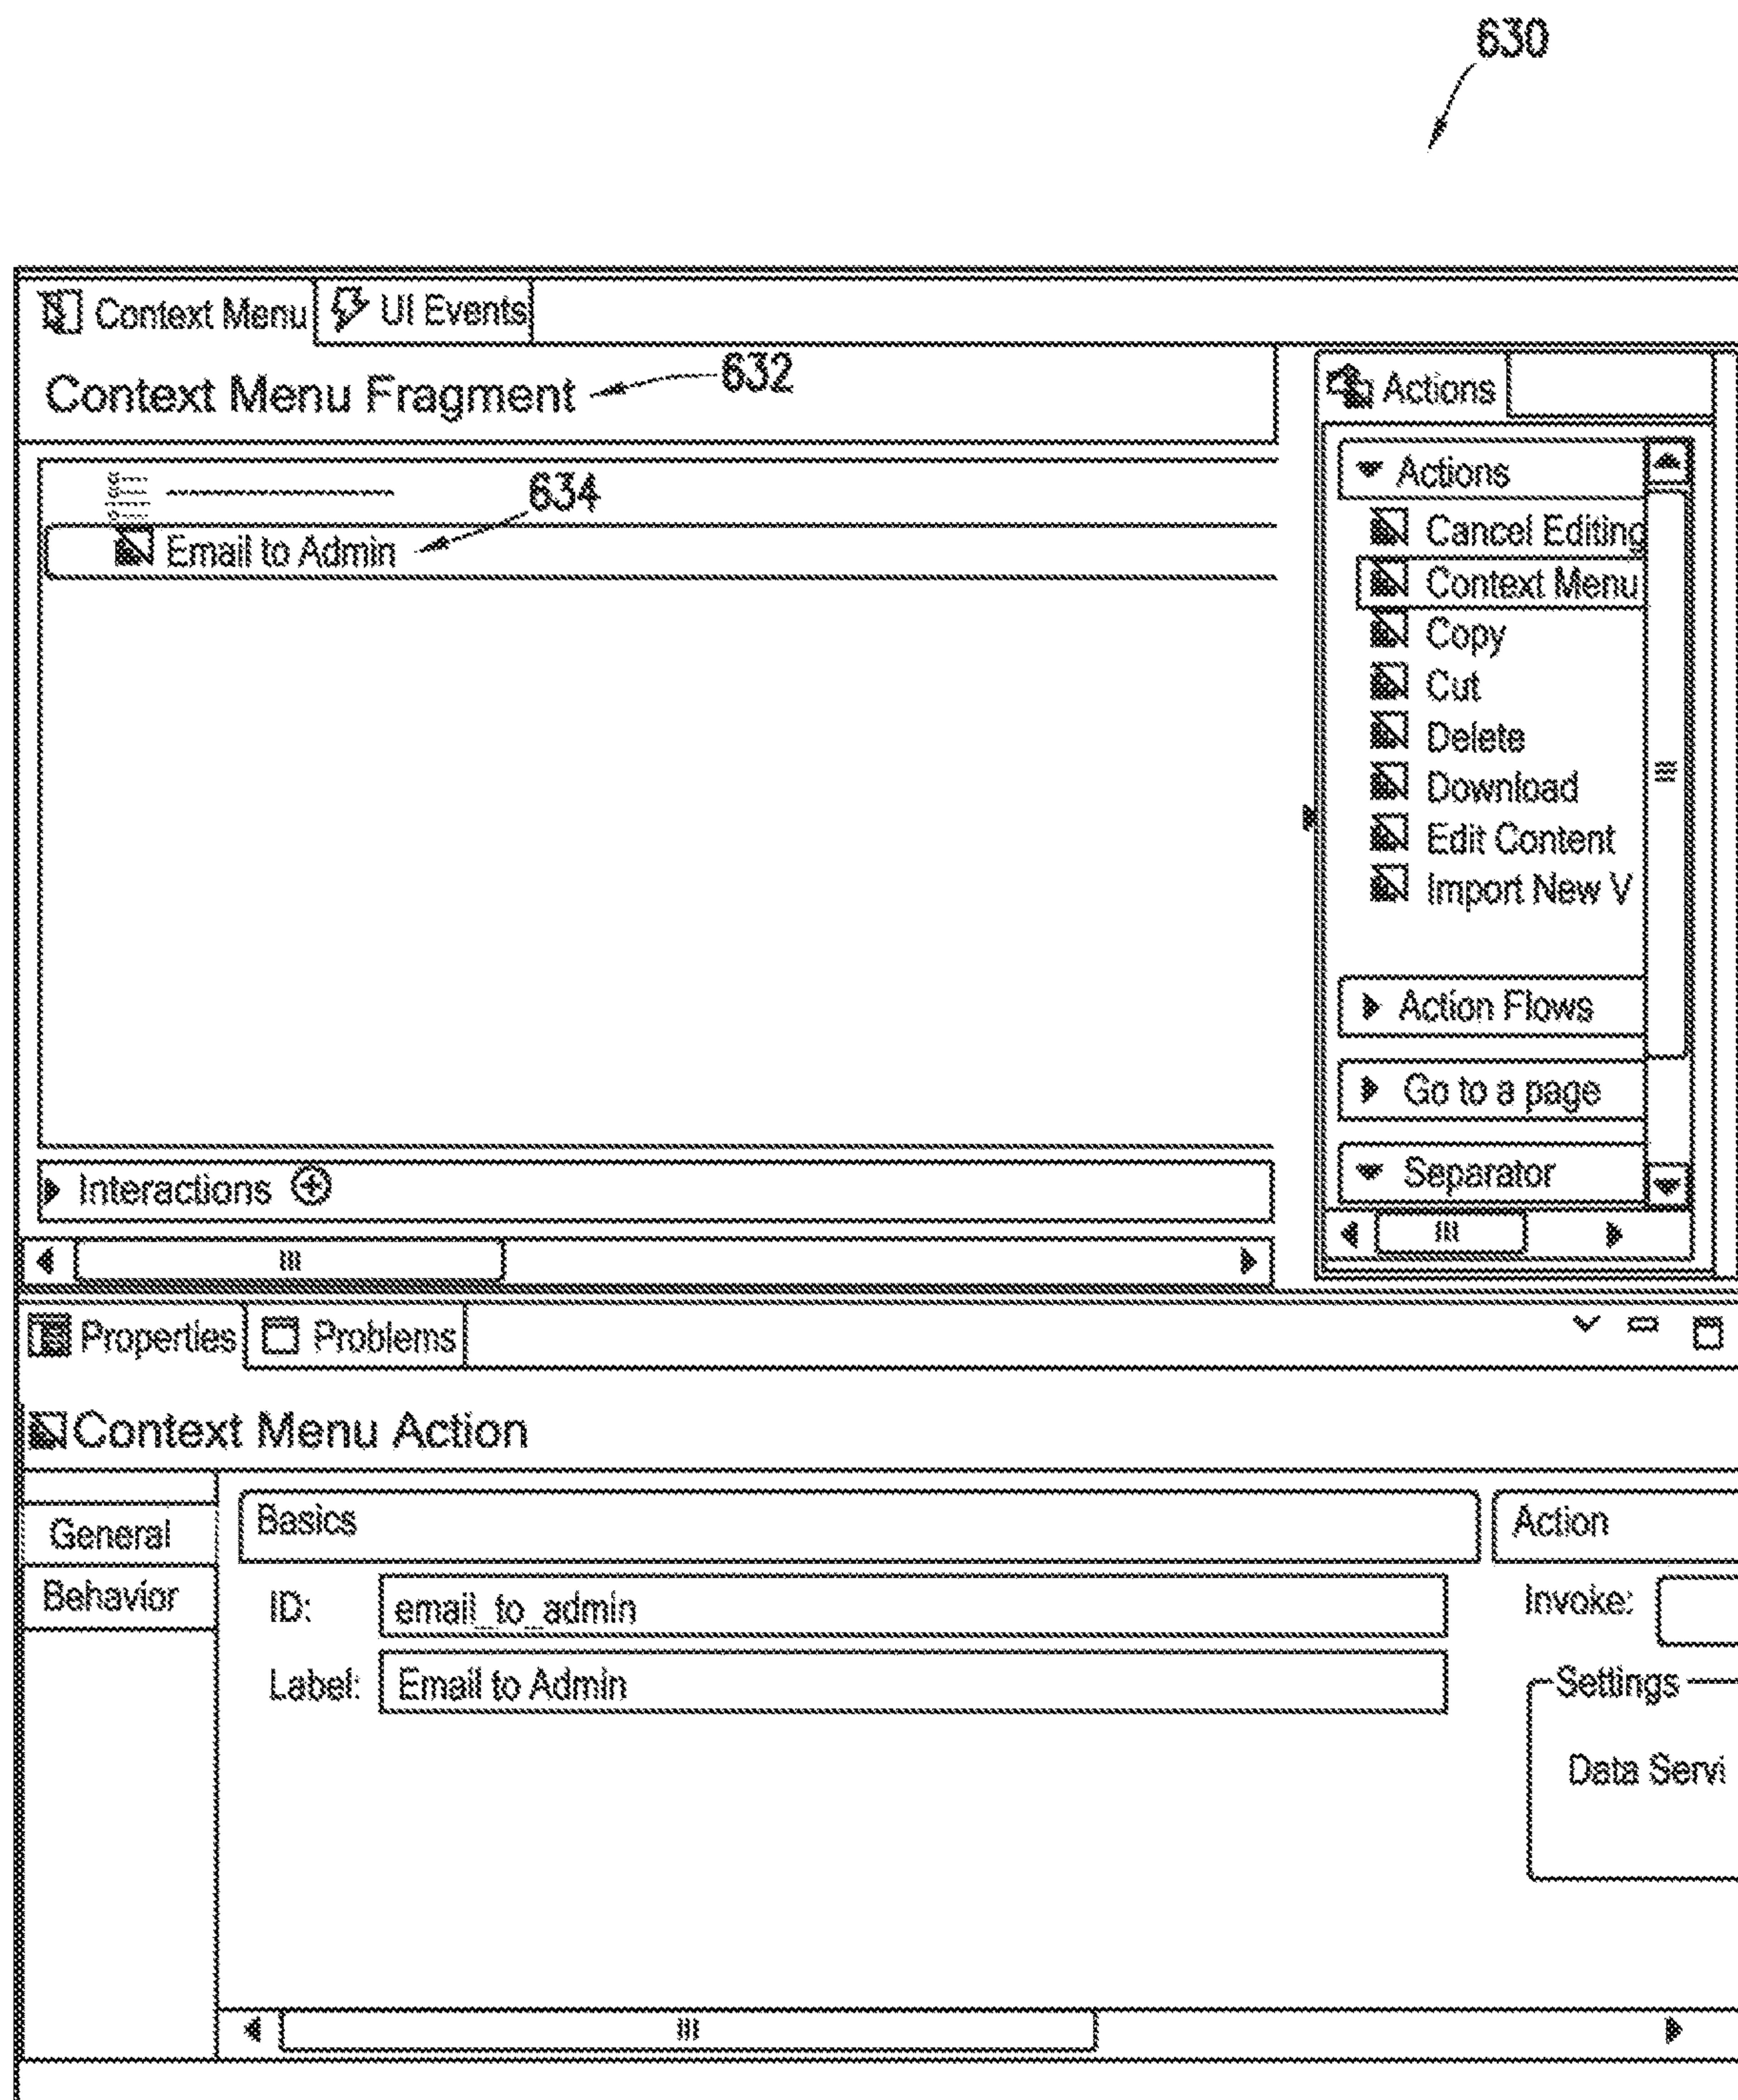 630
Context Menu UI Events
Context Menu Fragment 632
634
Email to Admin
Actions
Actions
Cancel Editing
Context Menu
Copy
Cut
Delete
Download
Edit Content
Import New V
Action Flows
Go to a page
Separator
Interactions
Properties Problems
Context Menu Action
General
Behavior
Basics
ID: email_to_admin
Label: Email to Admin
Action
Invoke:
Settings
Data Servi